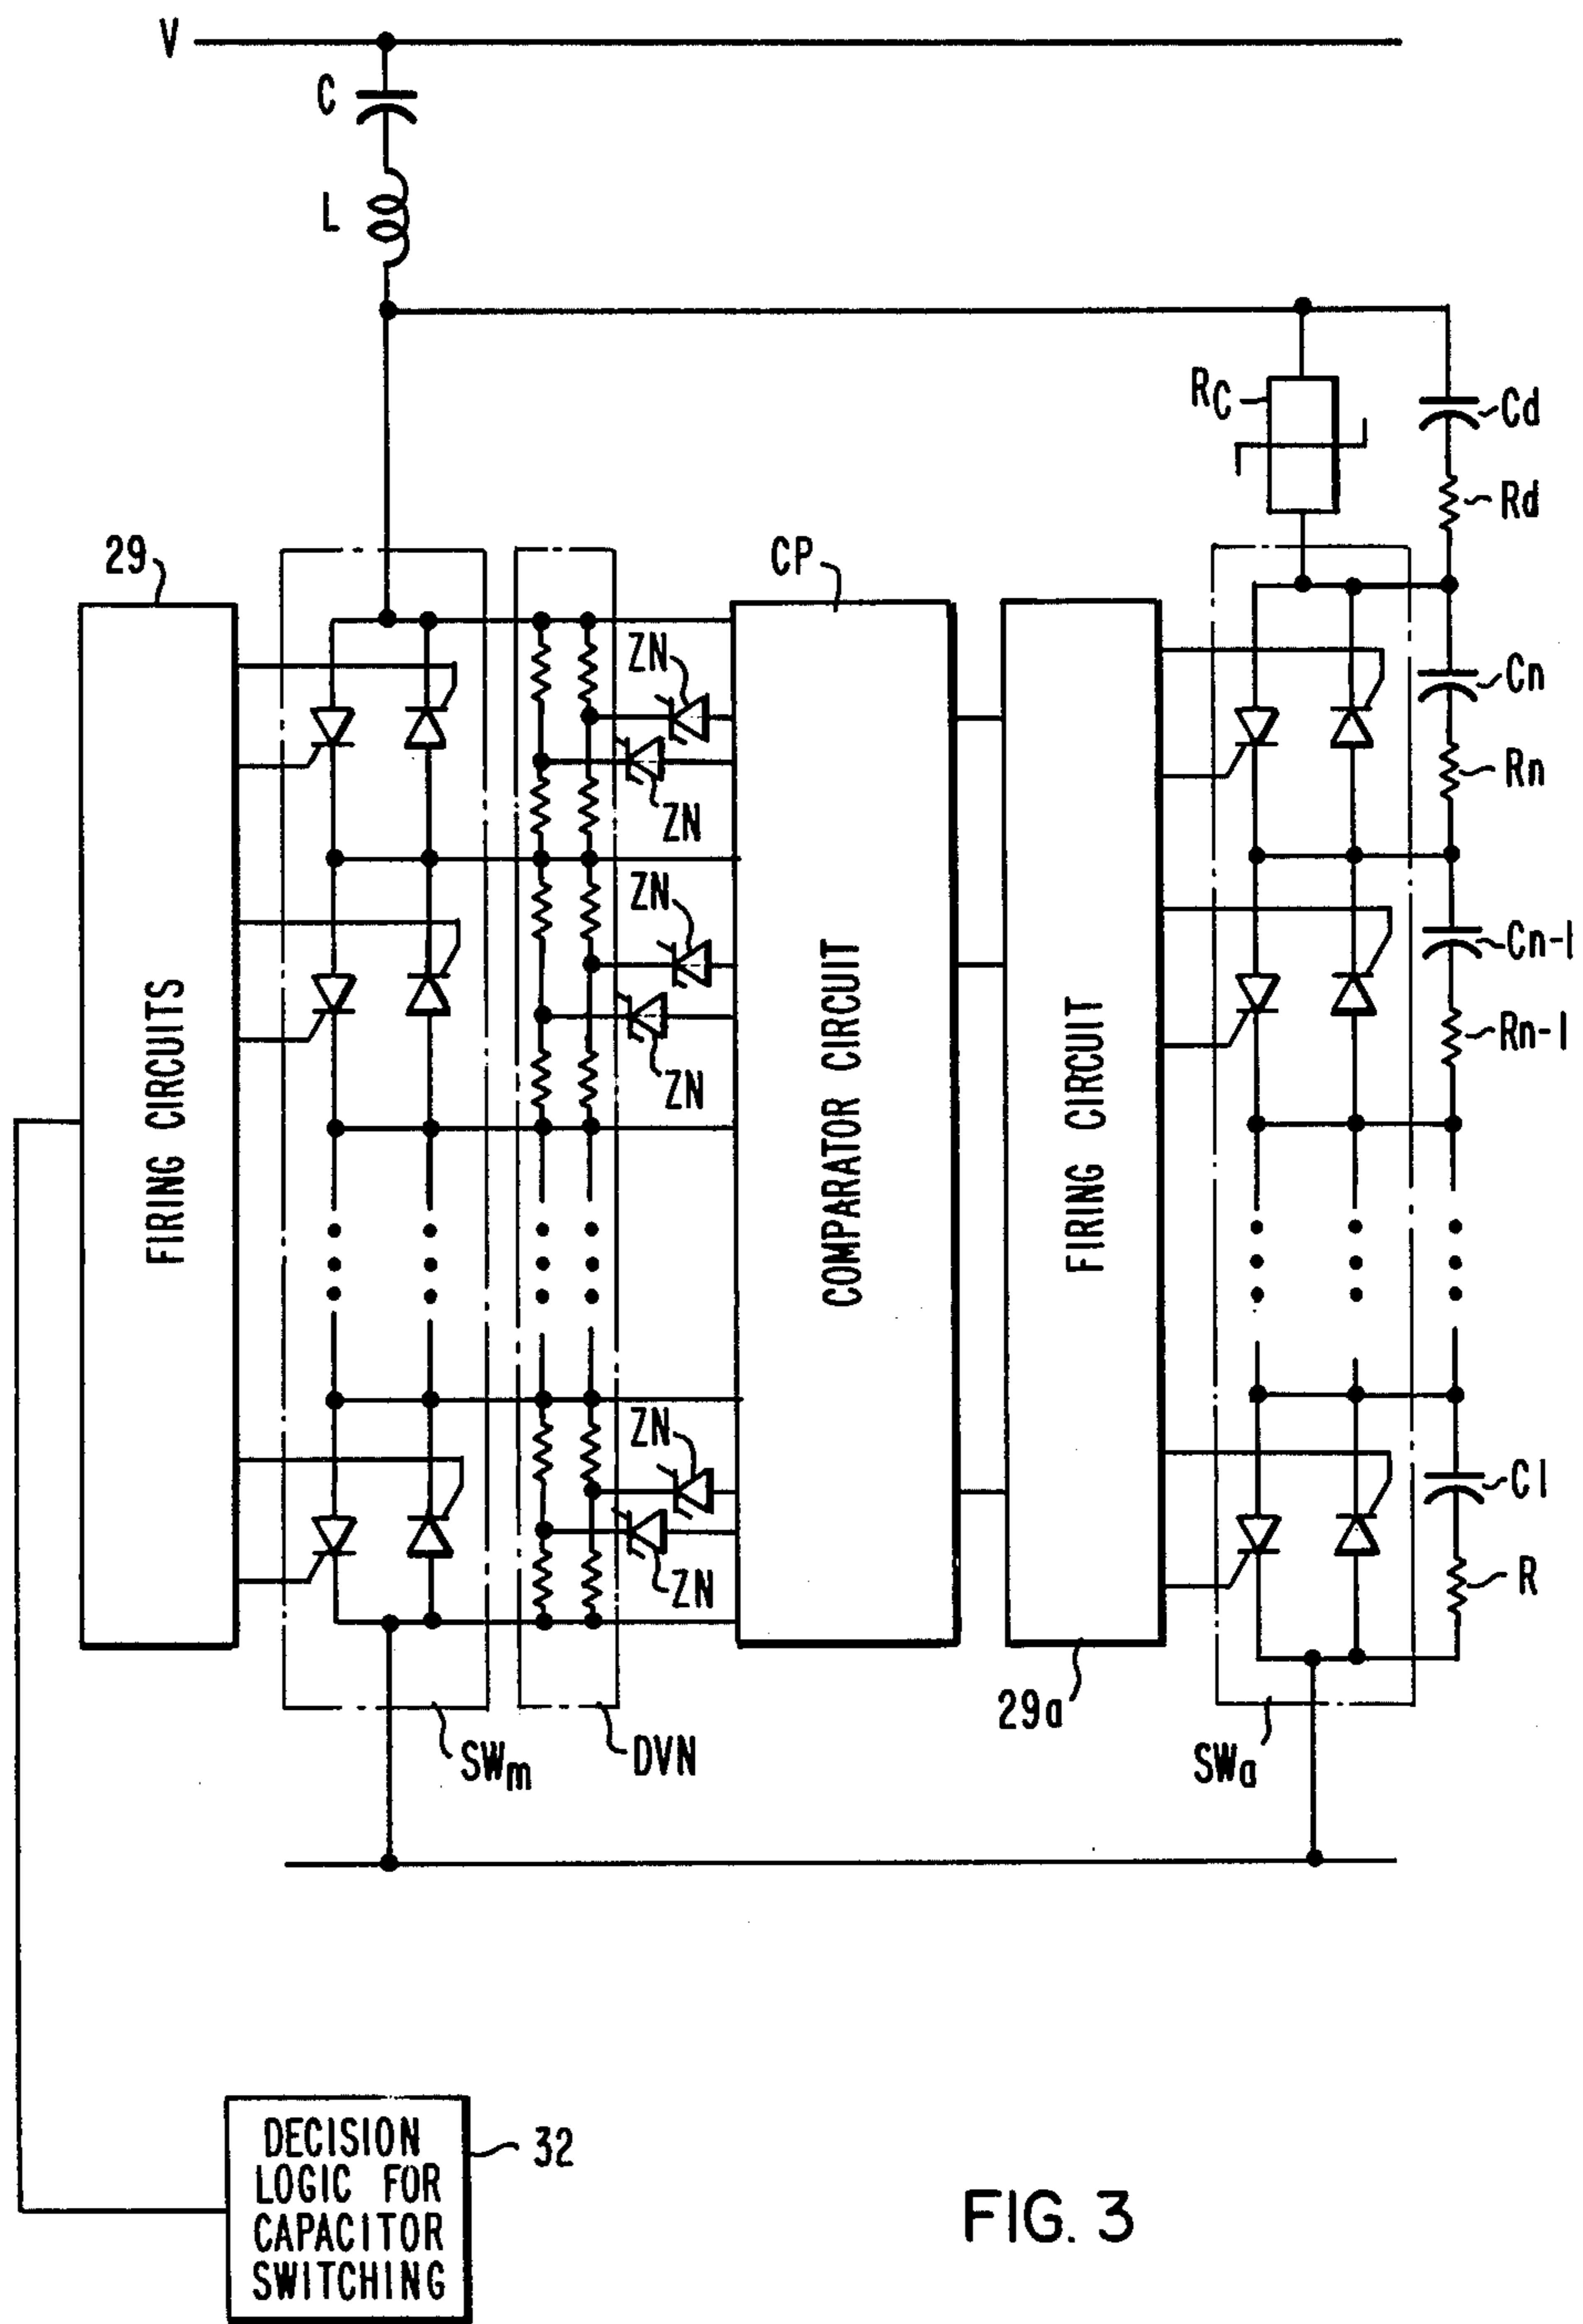 V
C
L
RC
Cd
Rd
29
CP
ZN
ZN
Cn
Rn
ZN
ZN
Cn-1
Rn-1
FIRING CIRCUITS
COMPARATOR CIRCUIT
FIRING CIRCUIT
ZN
ZN
C1
R
SWm
DVN
29a
SWa
DECISION
LOGIC FOR
CAPACITOR
SWITCHING
32
FIG. 3